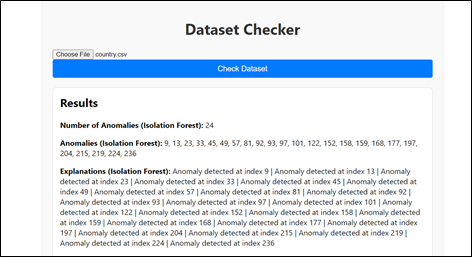 Dataset Checker
Choose File country.csv
Check Dataset
Results
Number of Anomalies (Isolation Forest): 24
Anomalies (Isolation Forest): 9, 13, 23, 33, 45, 49, 57, 81, 92, 93, 97, 101, 122, 152, 158, 159, 168, 177, 197,
204, 215, 219, 224, 236
Explanations (Isolation Forest): Anomaly detected at index 9 | Anomaly detected at index 13 | Anomaly
detected at index 23 | Anomaly detected at index 33 | Anomaly detected at index 45 | Anomaly detected at
index 49 | Anomaly detected at index 57 | Anomaly detected at index 81 | Anomaly detected at index 92
| Anomaly detected at index 93 | Anomaly detected at index 97 | Anomaly detected at index 101 | Anomaly
detected at index 122 | Anomaly detected at index 152 | Anomaly detected at index 158 | Anomaly detected
at index 159 | Anomaly detected at index 168 | Anomaly detected at index 177 | Anomaly detected at index
197 | Anomaly detected at index 204 | Anomaly detected at index 215 | Anomaly detected at index 219 |
Anomaly detected at index 224 | Anomaly detected at index 236